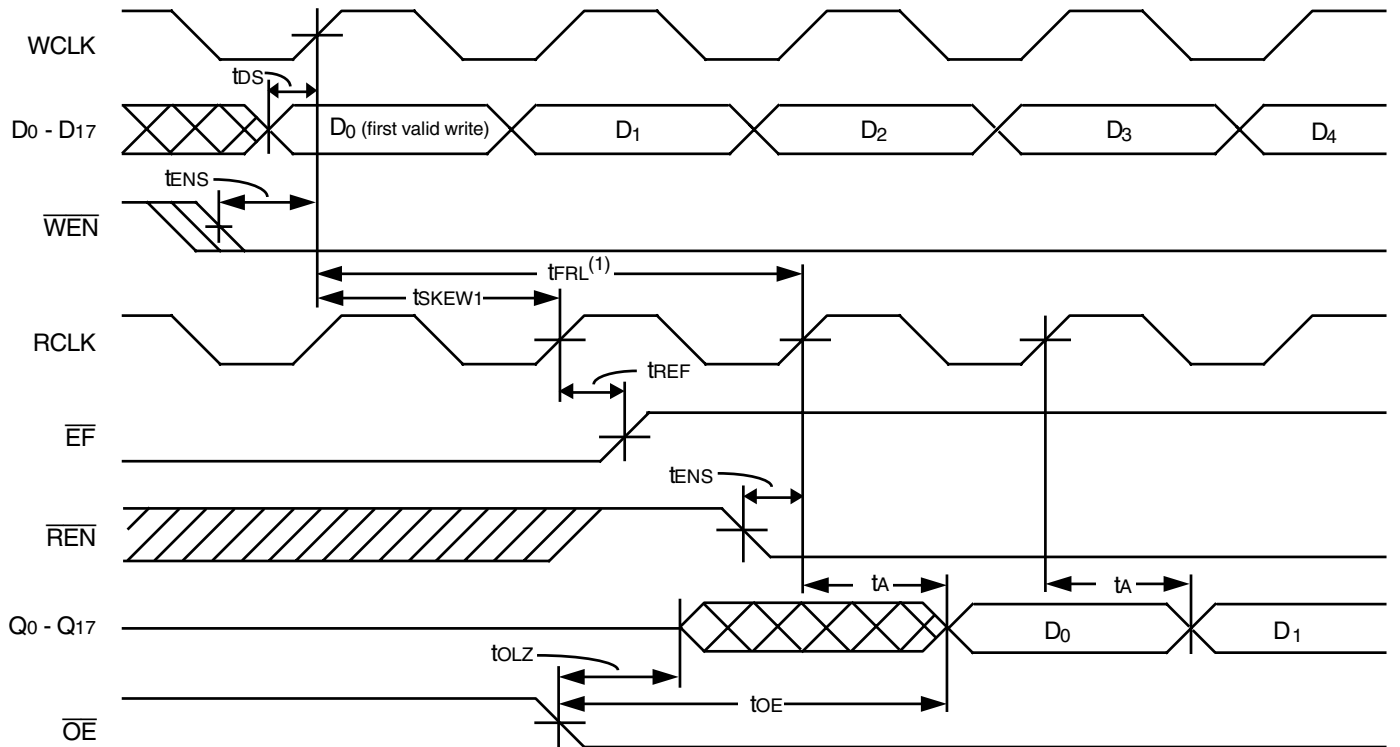 WCLK
tDS
D0 - D17
D0 (first valid write)
D1
D2
D3
D4
tENS
WEN
tFRL(1)
tSKEW1
RCLK
tREF
EF
tENS
REN
tA
tA
Q0 - Q17
D0
D1
tOLZ
tOE
OE